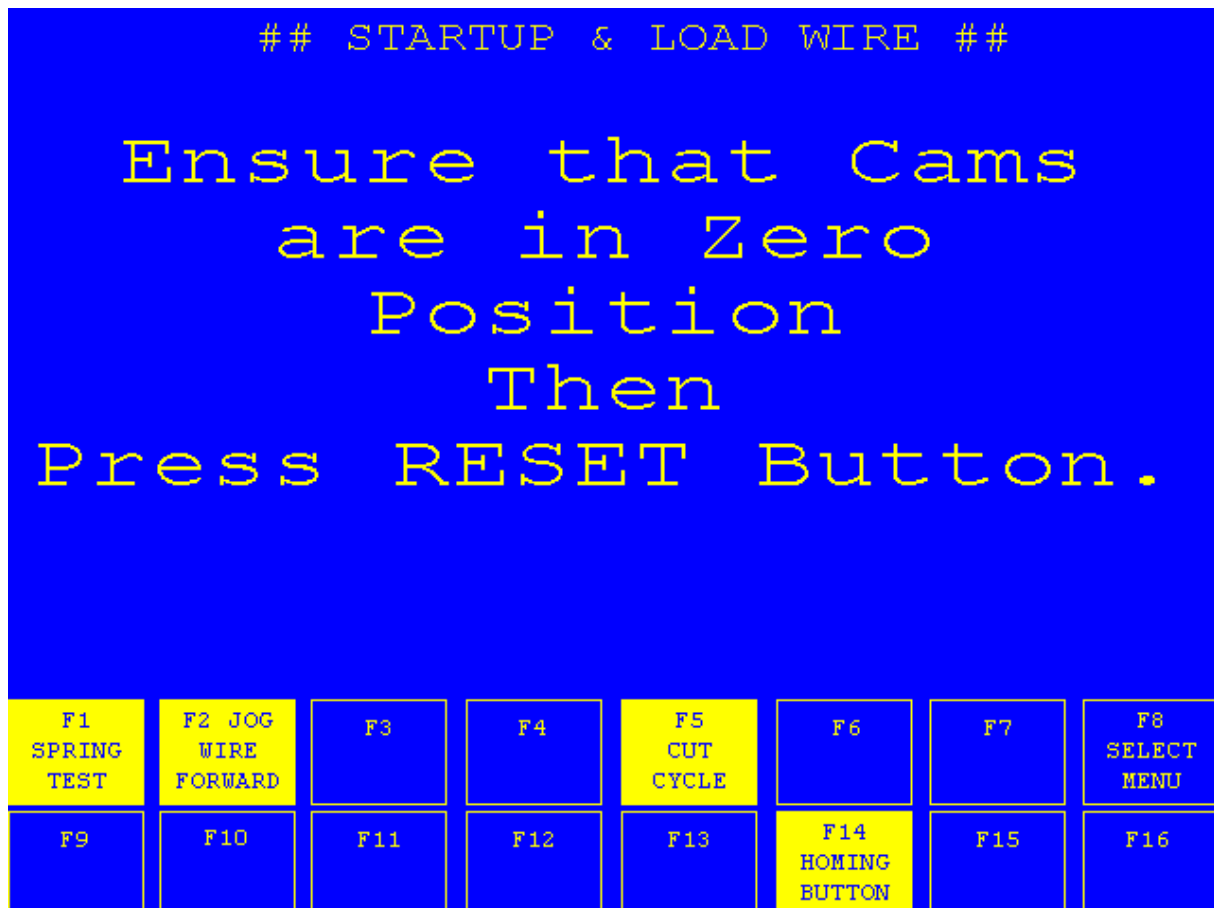 ## STARTUP & LOAD WIRE ##
Ensure that Cams
are in Zero
Position
Then
Press RESET Button.
F1
SPRING
TEST
F2 JOG
WIRE
FORWARD
F3
F4
F5
CUT
CYCLE
F6
F7
F8
SELECT
MENU
F9
F10
F11
F12
F13
F14
HOMING
BUTTON
F15
F16